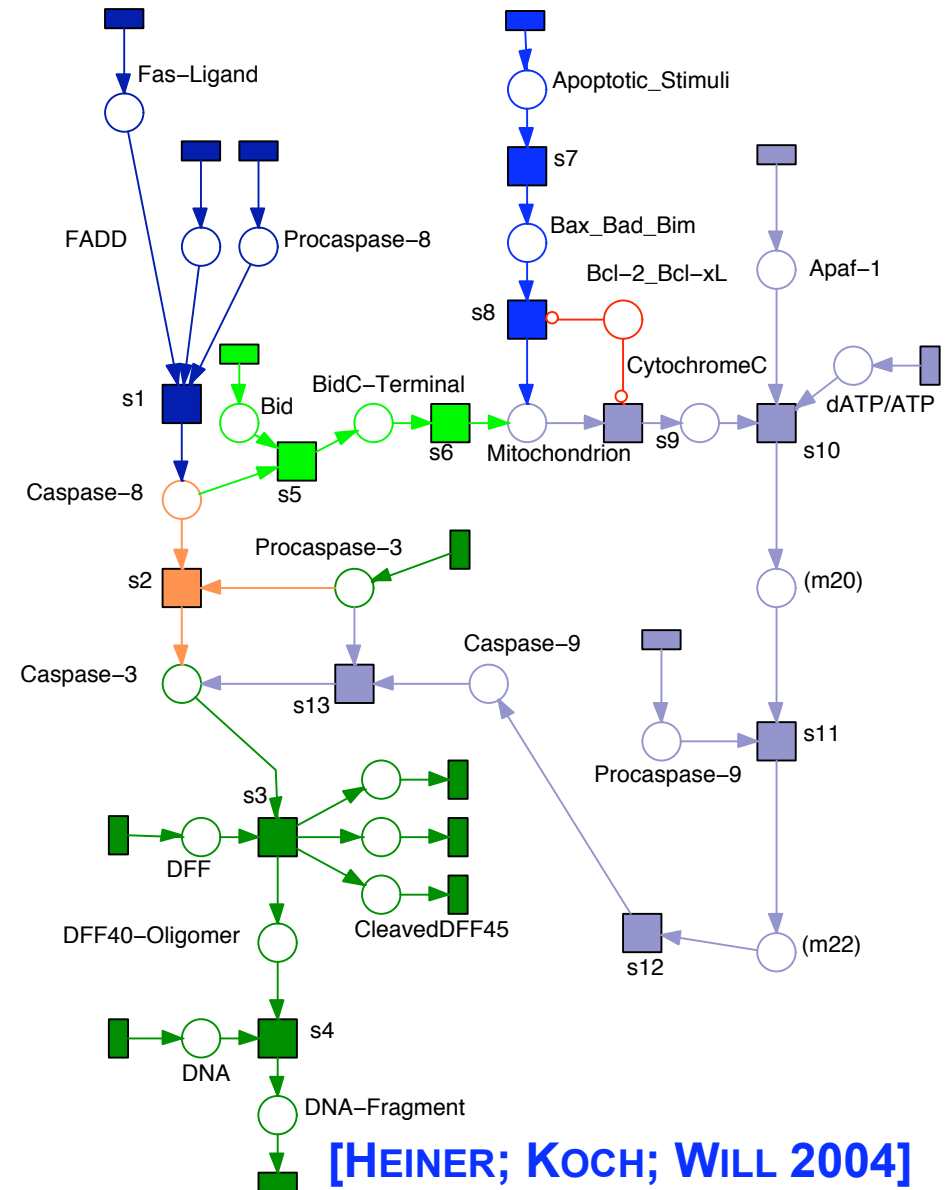 Fas−Ligand
Apoptotic_Stimuli
s7
FADD
Procaspase−8
Bax_Bad_Bim
Apaf−1
Bcl−2_Bcl−xL
s8
CytochromeC
BidC−Terminal
dATP/ATP
s1
Bid
s9
s10
s6
Mitochondrion
s5
Caspase−8
Procaspase−3
s2
(m20)
Caspase−9
Caspase−3
s13
s11
Procaspase−9
s3
DFF
CleavedDFF45
DFF40−Oligomer
(m22)
s12
s4
DNA
DNA−Fragment
[HEINER; KOCH; WILL 2004]